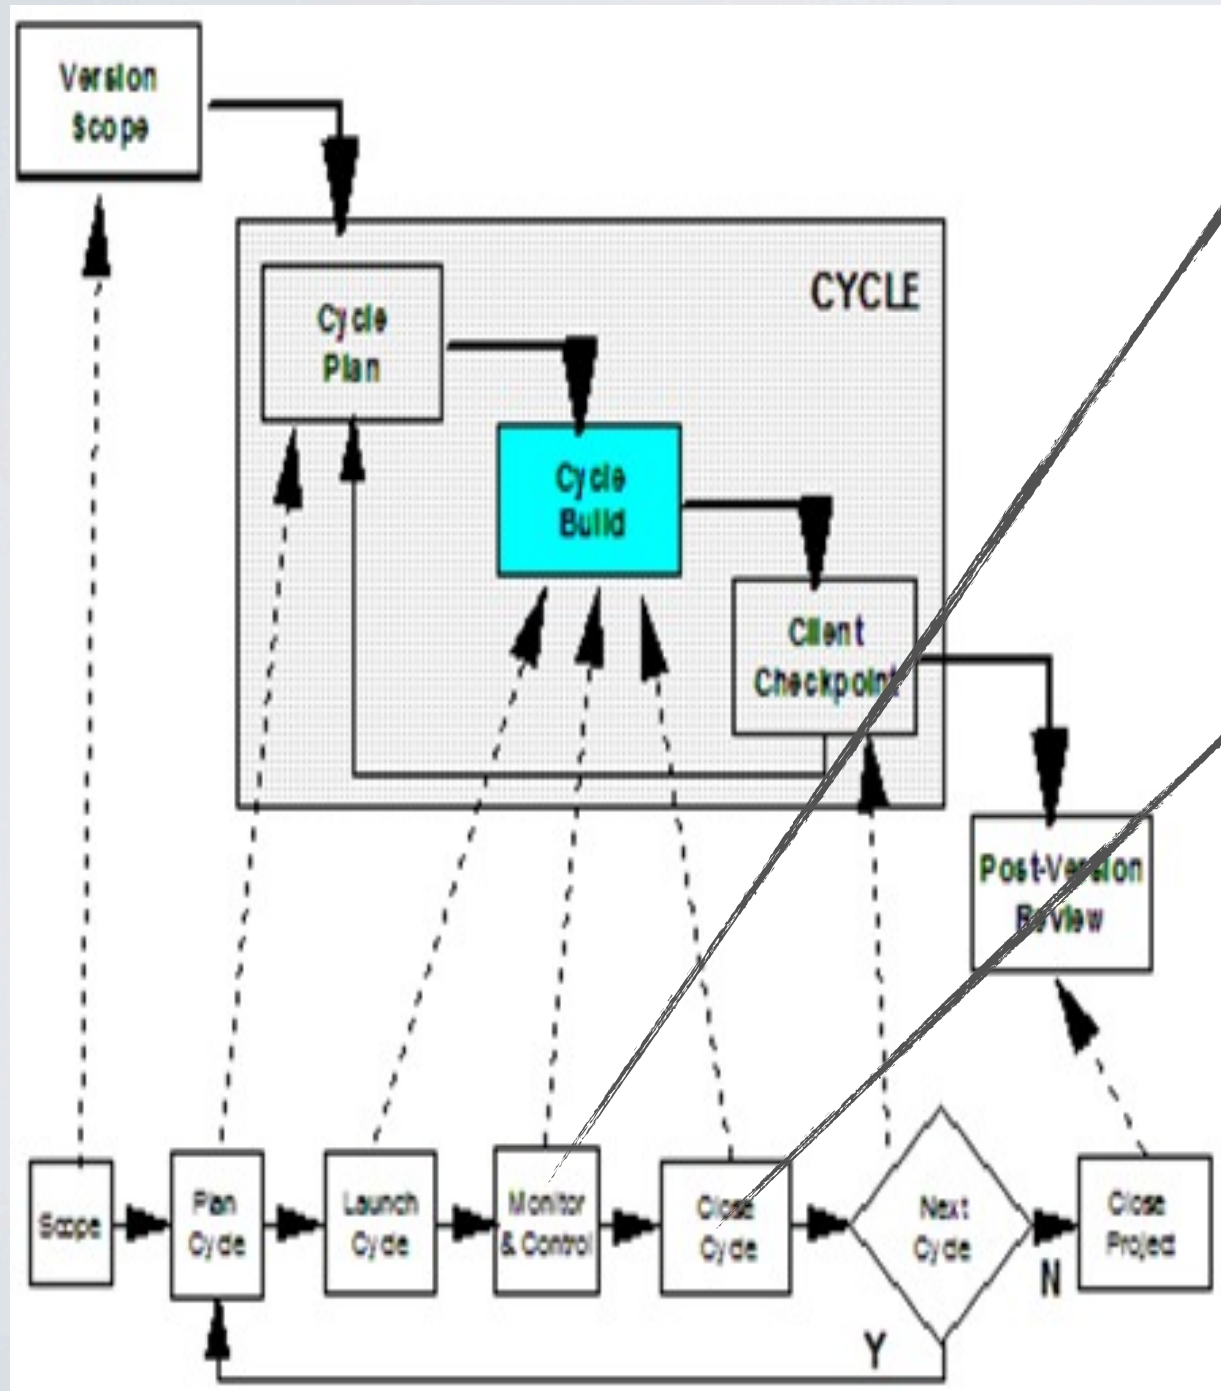 Version
Scope
CYCLE
Cycle
Plan
Cycle
Build
Client
Checkpoint
Post-Version
Review
Scope
Plan
Cycle
Launch
Cycle
Monitor
& Control
Close
Cycle
Next
Cycle
Close
Project
N
Y